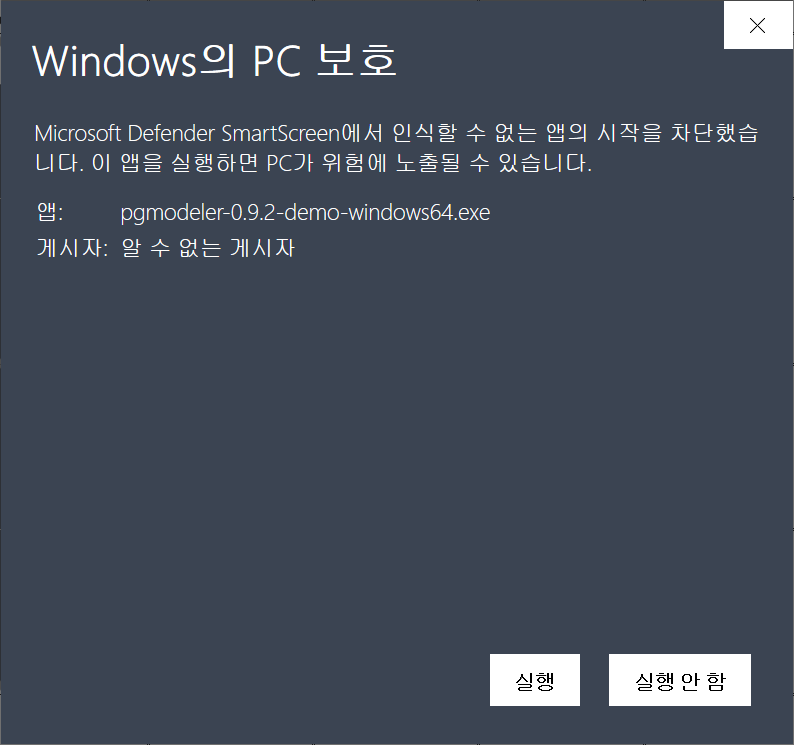 Windows의 PC 보호
Microsoft Defender SmartScreen에서 인식할 수 없는 앱의 시작을 차단했습
니다. 이 앱을 실행하면 PC가 위험에 노출될 수 있습니다.
앱: pgmodeler-0.9.2-demo-windows64.exe
게시자: 알 수 없는 게시자
실행 실행 안 함